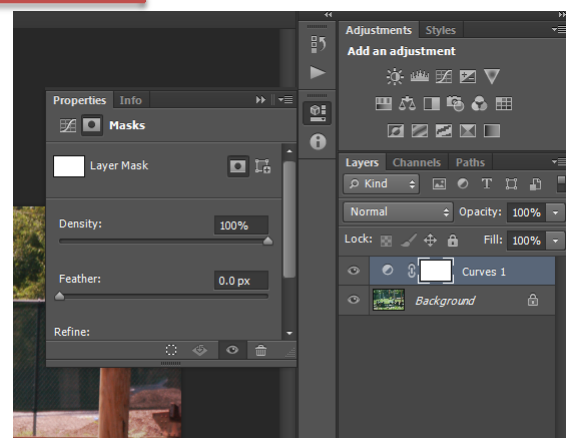 Properties Info
Masks
Layer Mask
Density: 100%
Feather: 0.0 px
Refine:
Adjustments Styles
Add an adjustment
Layers Channels Paths
Kind
T
Normal Opacity: 100%
Lock: Fill: 100%
Curves 1
Background